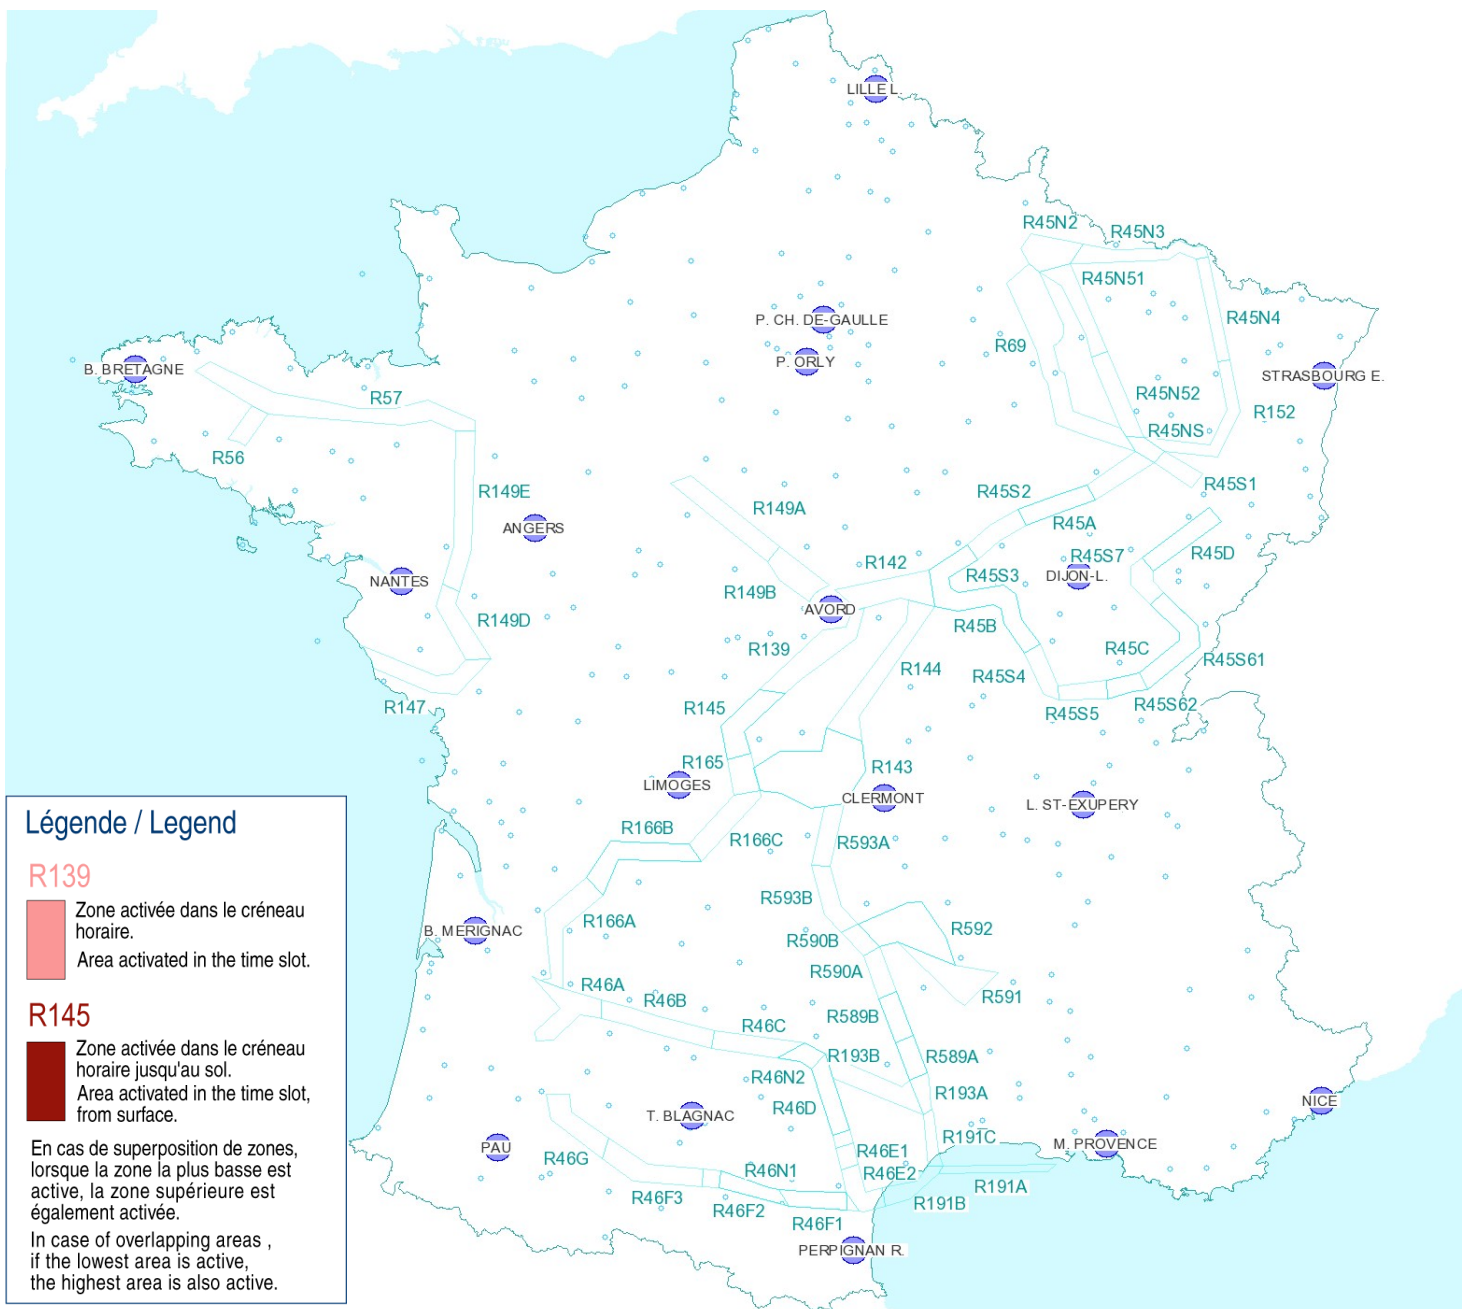 LILLE L.
R45N2
R45N3
R45N51
P. CH. DE-GAULLE
R45N4
R69
P. ORLY
B. BRETAGNE
STRASBOURG E.
R57
R45N52
R152
R45NS
R56
R149E
R45S2
R45S1
R149A
ANGERS
R45A
R45S7
R45D
R142
R45S3
DIJON-L.
NANTES
R149B
AVORD
R149D
R45B
R139
R45C
R45S61
R144
R45S4
R147
R145
R45S5
R45S62
R165
R143
LIMOGES
CLERMONT
L. ST-EXUPERY
R166B
R166C
R593A
R593B
R166A
B. MERIGNAC
R590B
R592
R590A
R46A
R46B
R591
R589B
R46C
R193B
R589A
R46N2
R193A
R46D
T. BLAGNAC
NICE
PAU
R191C
M. PROVENCE
R46G
R46E1
R46N1
R46E2
R191A
R46F3
R46F2
R46F1
R191B
PERPIGNAN R.
Légende / Legend
R139
Zone activée dans le créneau
horaire.
Area activated in the time slot.
R145
Zone activée dans le créneau
horaire jusqu'au sol.
Area activated in the time slot,
from surface.
En cas de superposition de zones,
lorsque la zone la plus basse est
active, la zone supérieure est
également activée.
In case of overlapping areas ,
if the lowest area is active,
the highest area is also active.